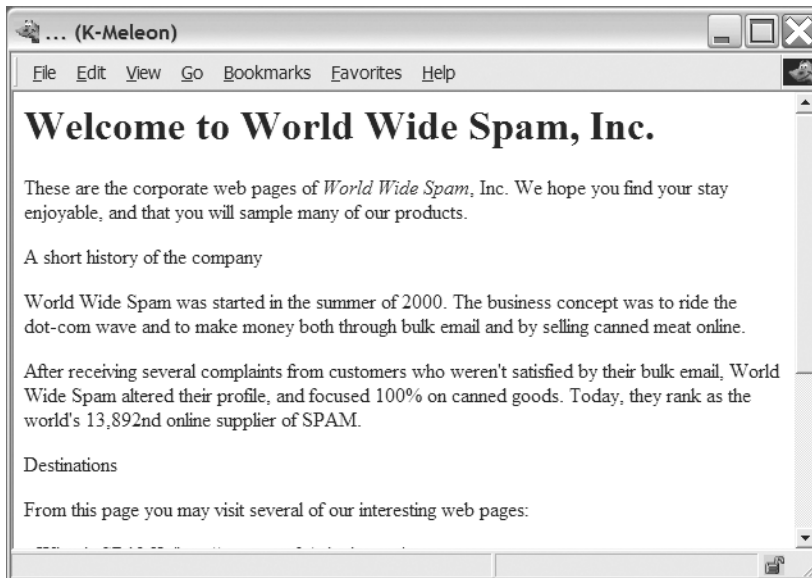 ... (K-Meleon)
File Edit View Go Bookmarks Favorites Help
Welcome to World Wide Spam, Inc.
These are the corporate web pages of World Wide Spam, Inc. We hope you find your stay
enjoyable, and that you will sample many of our products.
A short history of the company
World Wide Spam was started in the summer of 2000. The business concept was to ride the
dot-com wave and to make money both through bulk email and by selling canned meat online.
After receiving several complaints from customers who weren't satisfied by their bulk email, World
Wide Spam altered their profile, and focused 100% on canned goods. Today, they rank as the
world's 13,892nd online supplier of SPAM.
Destinations
From this page you may visit several of our interesting web pages: